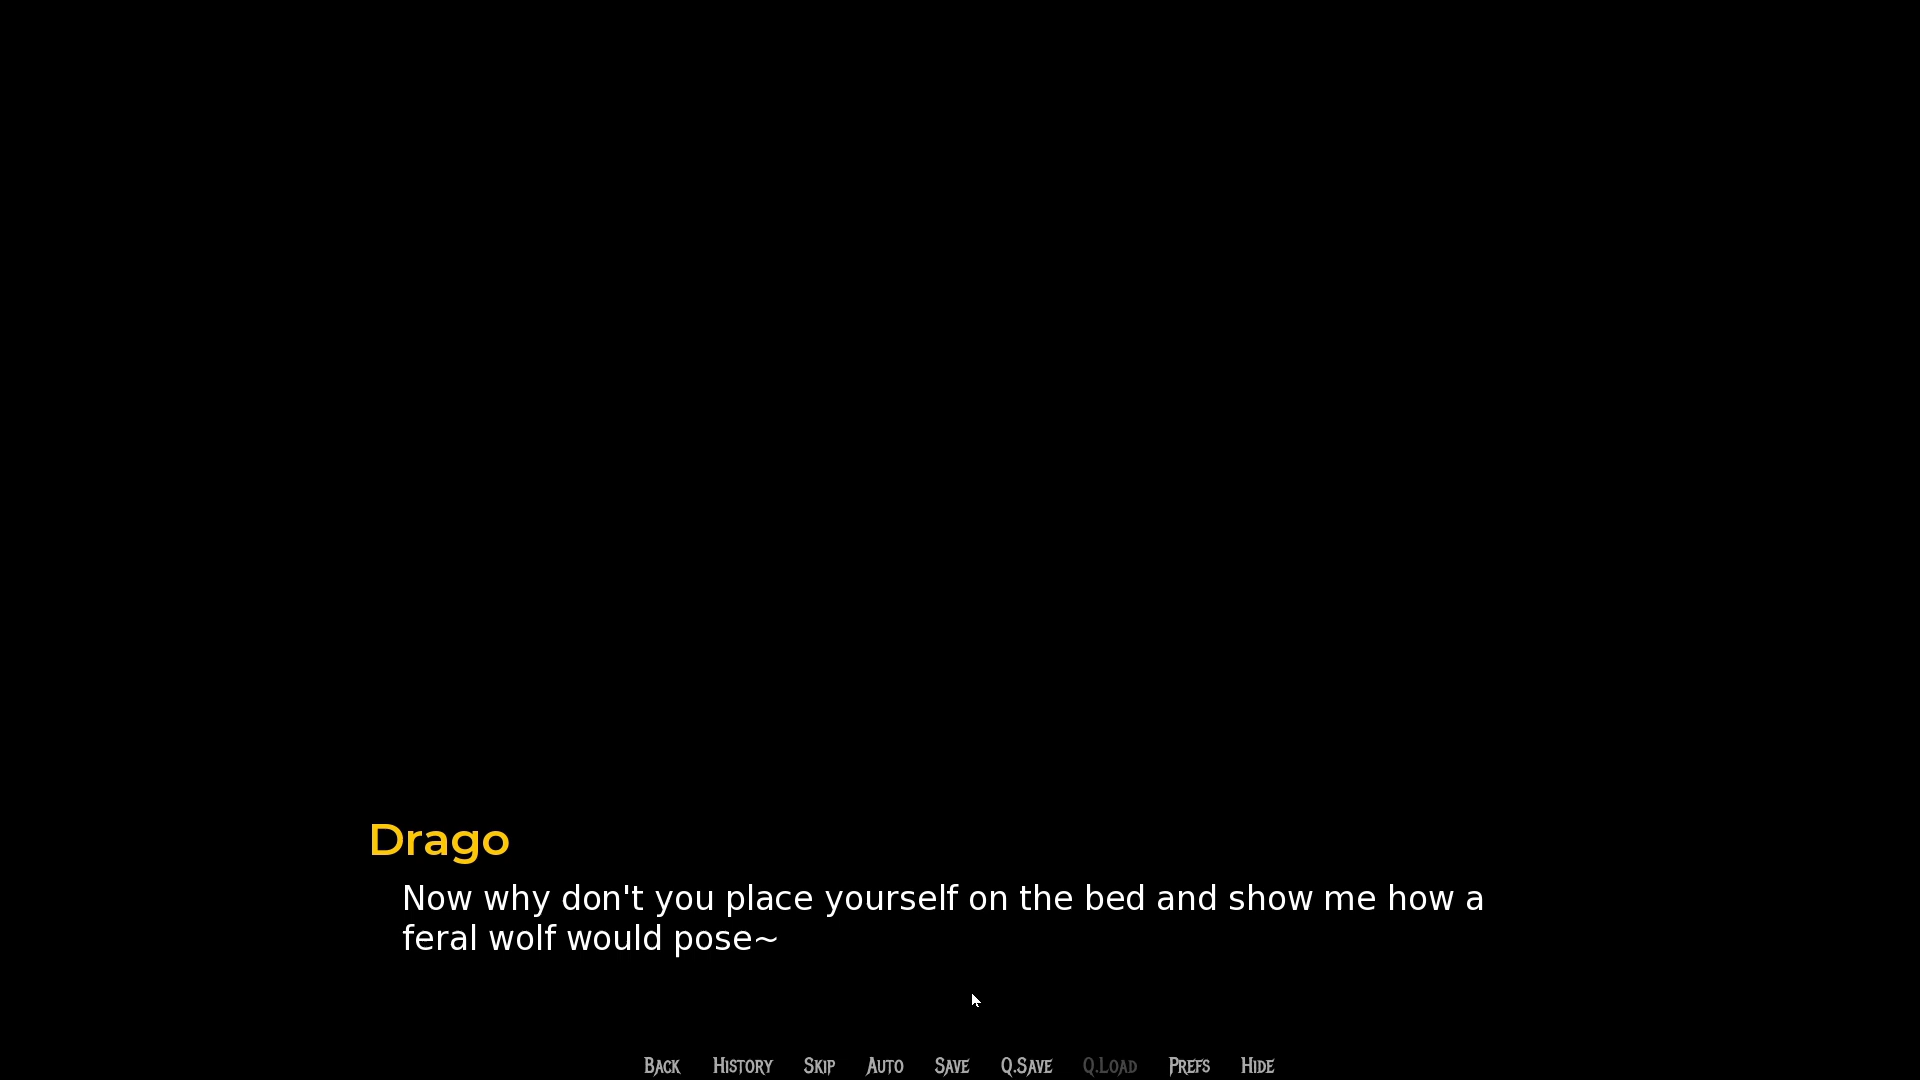 Drago
Now why don't you place yourself on the bed and show me how a
feral wolf would pose~
Back History Skip Auto Save Q.Save Q.Load Prefs Hide